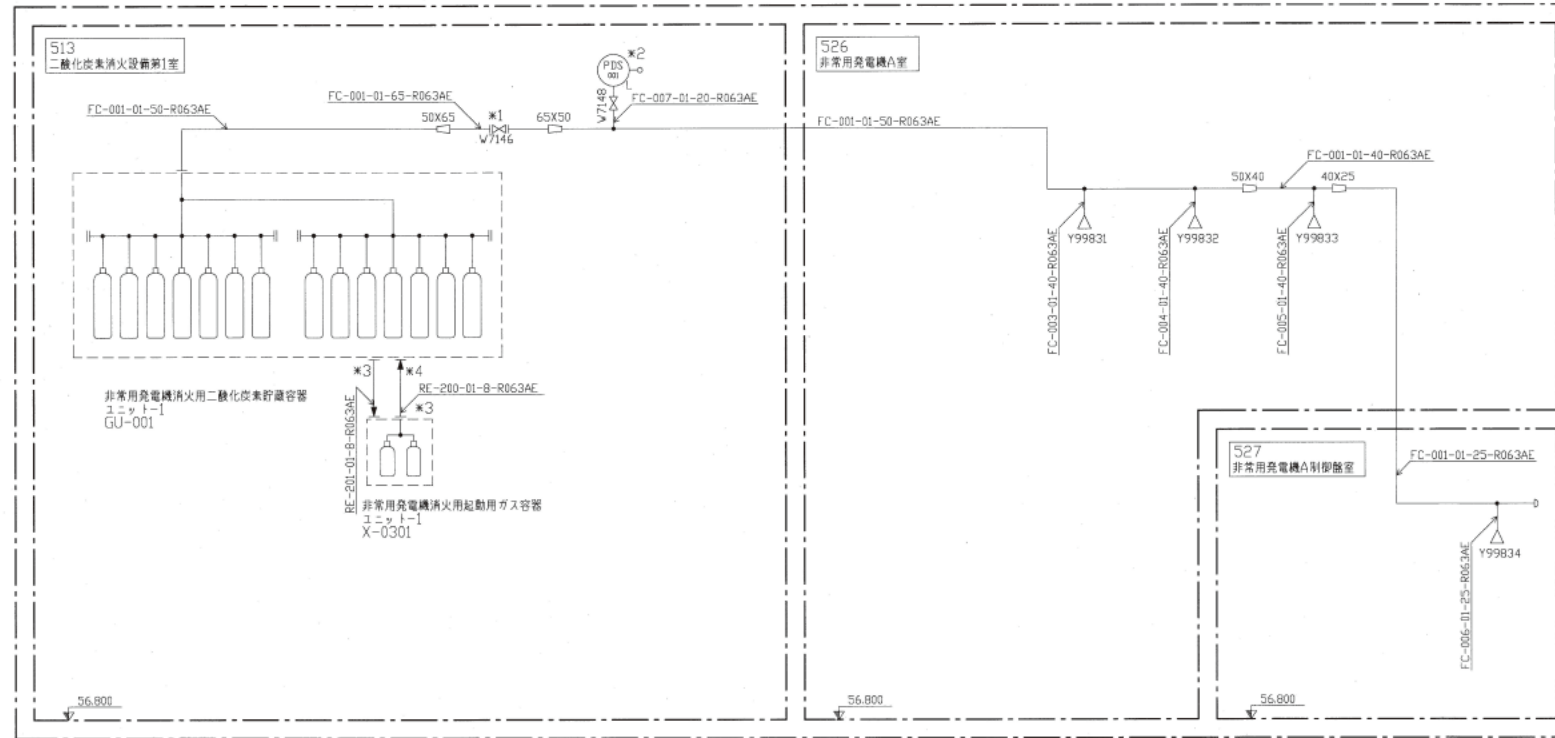 513
二酸化炭素消火設備第1室
FC-001-01-50-R063AE
FC-001-01-65-R063AE
50X65
*1
W7146
65X50
PDS
001
*2
W7148
FC-007-01-20-R063AE
526
非常用発電機A室
FC-001-01-50-R063AE
FC-001-01-40-R063AE
50X40
40X25
Y99831
Y99832
Y99833
FC-003-01-40-R063AE
FC-004-01-40-R063AE
FC-005-01-40-R063AE
非常用発電機消火用二酸化炭素貯蔵容器
ユニット-1
GU-001
*3
*4
RE-200-01-8-R063AE
*3
RE-201-01-8-R063AE
非常用発電機消火用起動用ガス容器
ユニット-1
X-0301
527
非常用発電機A制御盤室
FC-001-01-25-R063AE
Y99834
FC-006-01-25-R063AE
56.800
56.800
56.800